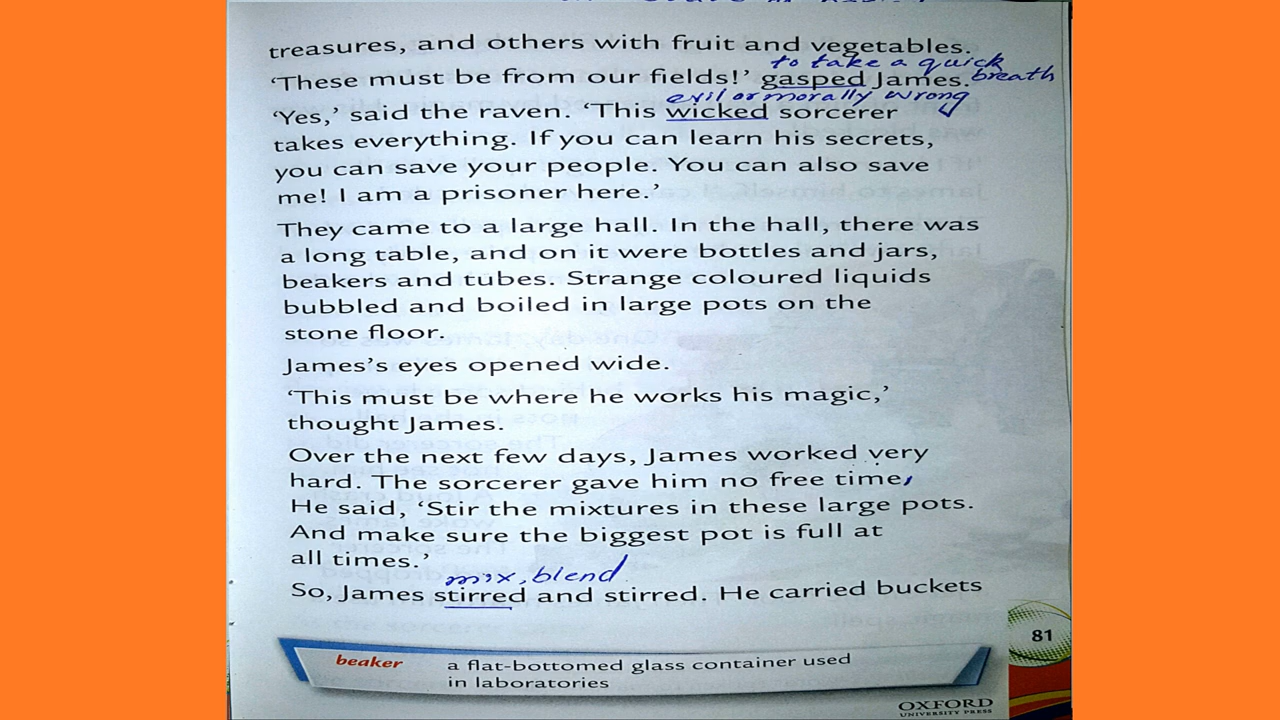 treasures, and others with fruit and vegetables.
to take a quick
'These must be from our fields!' gasped James. breath
evil or morally wrong
'Yes,' said the raven. 'This wicked sorcerer
takes everything. If you can learn his secrets,
you can save your people. You can also save
me! I am a prisoner here.'
They came to a large hall. In the hall, there was
a long table, and on it were bottles and jars,
beakers and tubes. Strange coloured liquids
bubbled and boiled in large pots on the
stone floor.
James's eyes opened wide.
'This must be where he works his magic,'
thought James.
Over the next few days, James worked very
hard. The sorcerer gave him no free time,
He said, 'Stir the mixtures in these large pots.
And make sure the biggest pot is full at
all times.'
mix, blend
So, James stirred and stirred. He carried buckets
81
beaker a flat-bottomed glass container used
in laboratories
OXFORD
UNIVERSITY PRESS